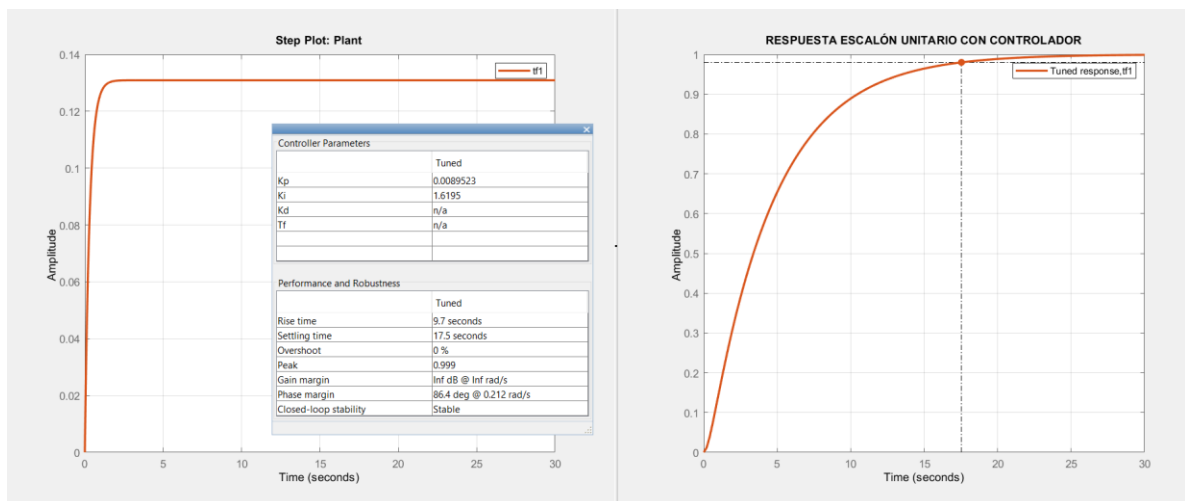 Step Plot: Plant
tf1
Amplitude
0.14
0.12
0.1
0.08
0.06
0.04
0.02
0
0 5 10 15 20 25 30
Time (seconds)
Controller Parameters
Tuned
Kp 0.0089523
Ki 1.6195
Kd n/a
Tf n/a
Performance and Robustness
Tuned
Rise time 9.7 seconds
Settling time 17.5 seconds
Overshoot 0 %
Peak 0.999
Gain margin Inf dB @ Inf rad/s
Phase margin 86.4 deg @ 0.212 rad/s
Closed-loop stability Stable
RESPUESTA ESCALÓN UNITARIO CON CONTROLADOR
Tuned response,tf1
Amplitude
1
0.9
0.8
0.7
0.6
0.5
0.4
0.3
0.2
0.1
0
0 5 10 15 20 25 30
Time (seconds)